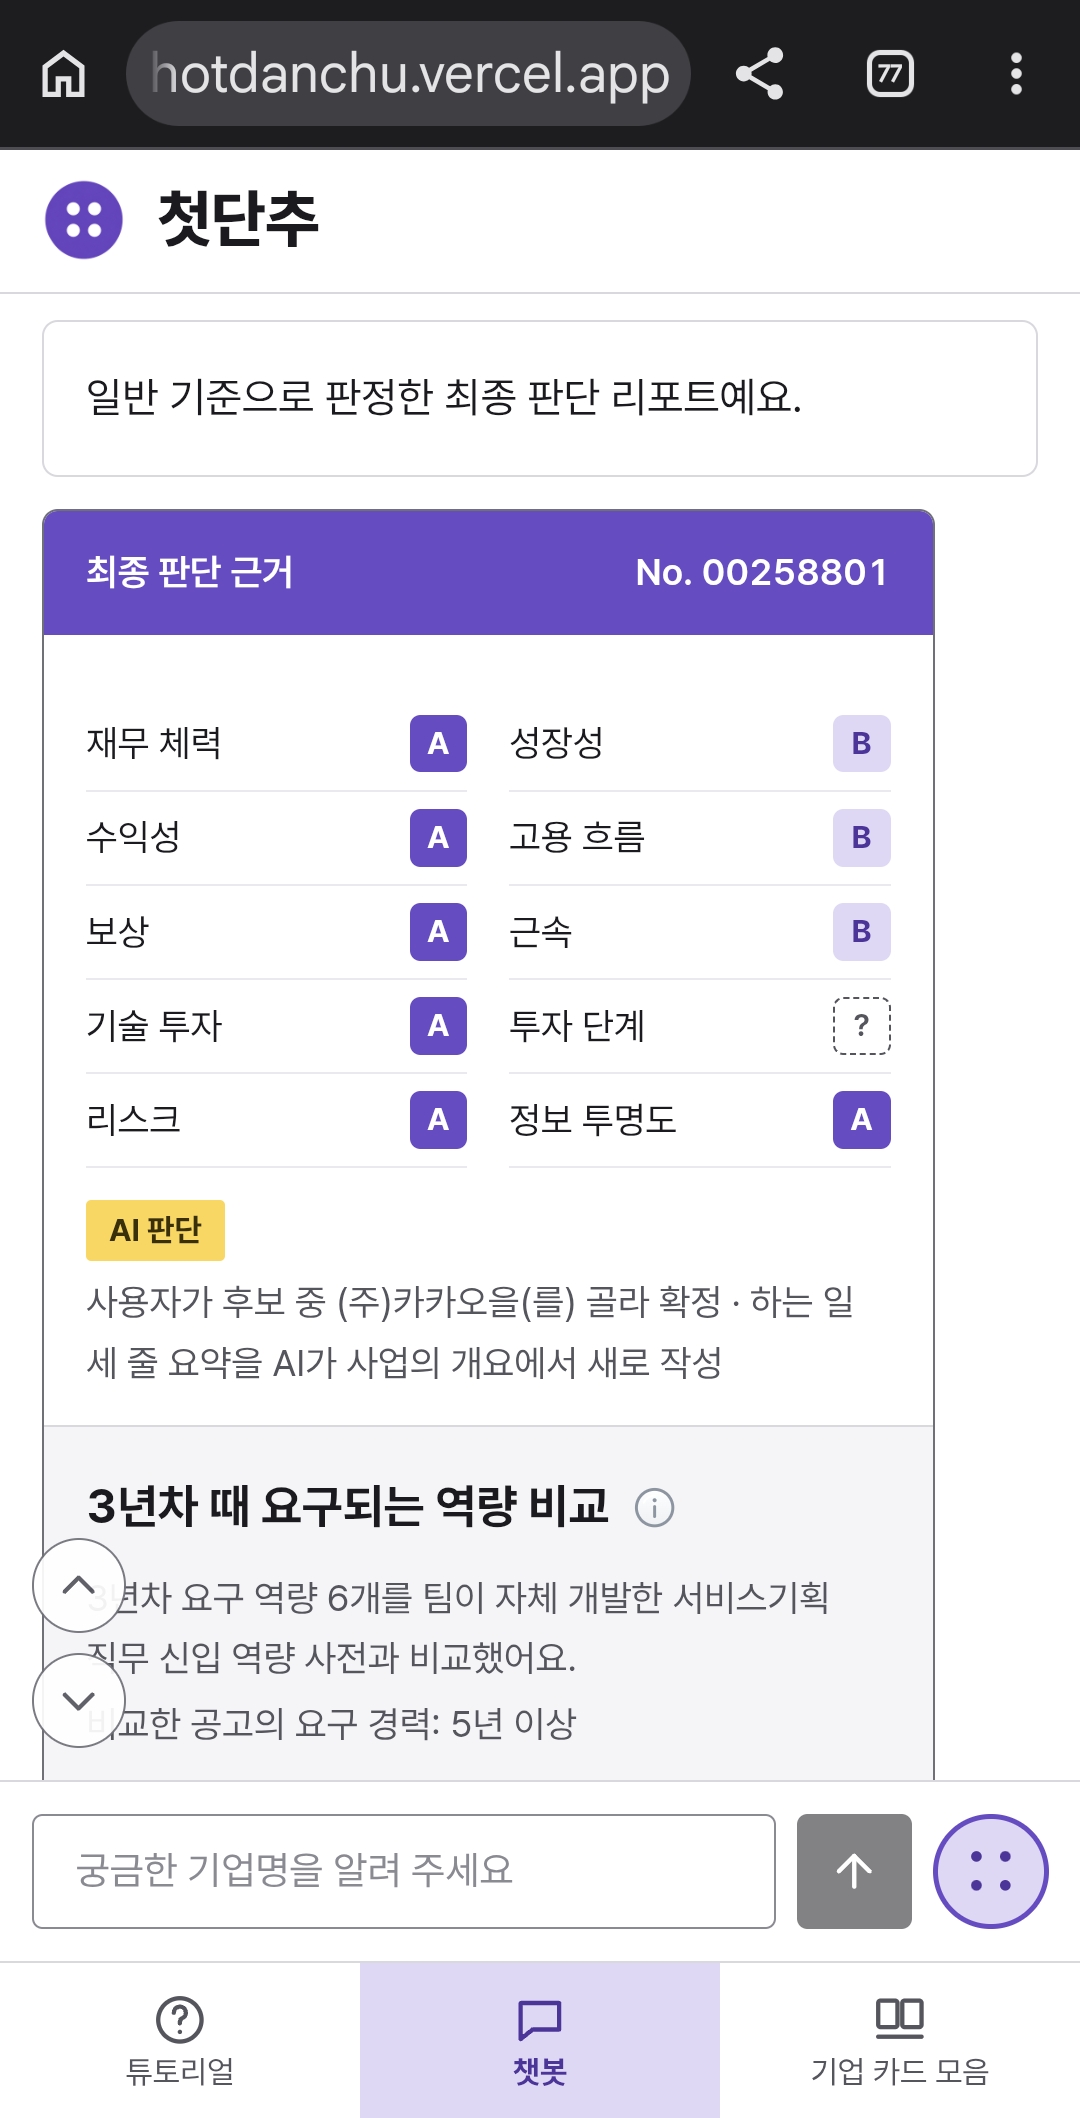 hotdanchu.vercel.app
77
첫단추
일반 기준으로 판정한 최종 판단 리포트예요.
최종 판단 근거 No. 00258801
재무 체력 A 성장성 B
수익성 A 고용 흐름 B
보상 A 근속 B
기술 투자 A 투자 단계 ?
리스크 A 정보 투명도 A
AI 판단
사용자가 후보 중 (주)카카오을(를) 골라 확정 · 하는 일
세 줄 요약을 AI가 사업의 개요에서 새로 작성
3년차 때 요구되는 역량 비교
3년차 요구 역량 6개를 팀이 자체 개발한 서비스기획
직무 신입 역량 사전과 비교했어요.
비교한 공고의 요구 경력: 5년 이상
궁금한 기업명을 알려 주세요
튜토리얼 챗봇 기업 카드 모음